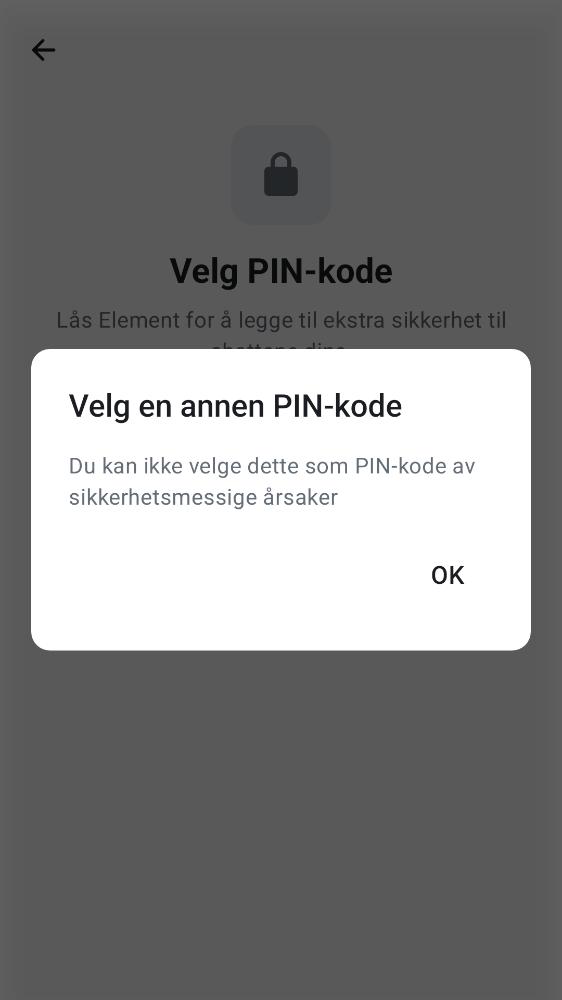 Velg PIN-kode
Lås Element for å legge til ekstra sikkerhet til
Velg en annen PIN-kode
Du kan ikke velge dette som PIN-kode av
sikkerhetsmessige årsaker
OK